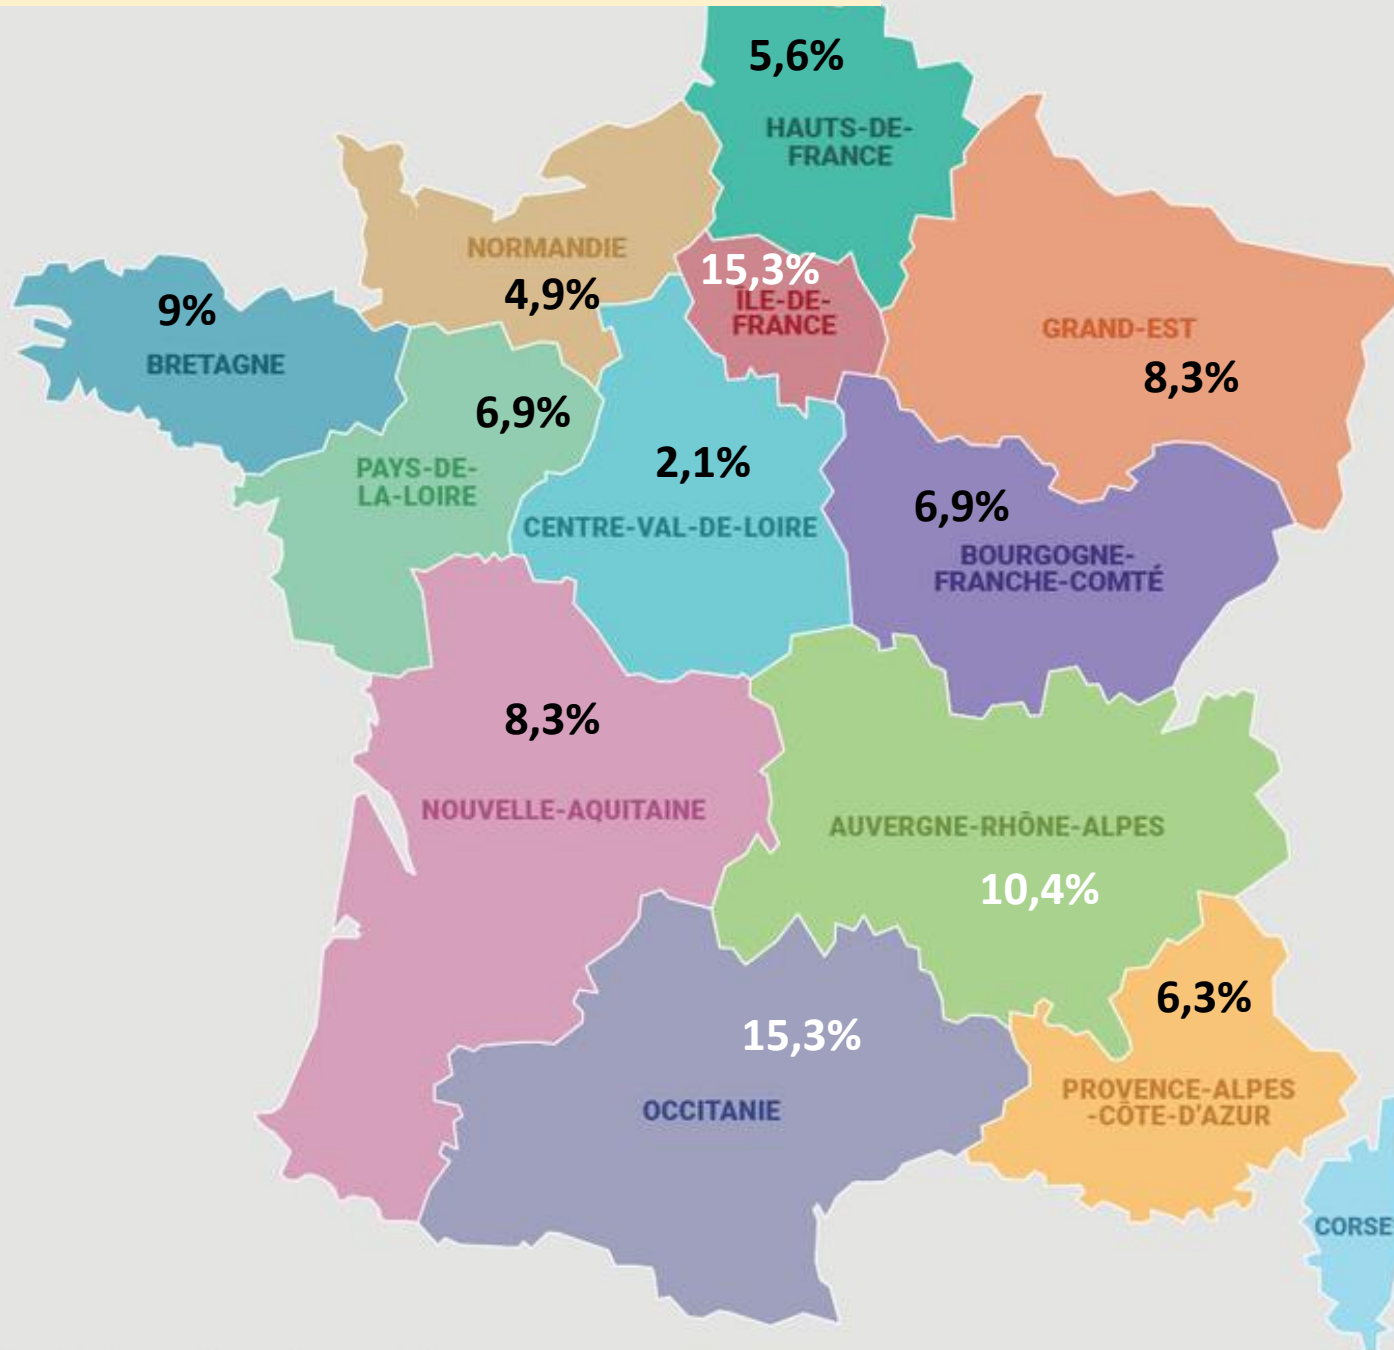 5,6%
HAUTS-DE-
FRANCE
NORMANDIE
4,9%
15,3%
ÎLE-DE-
FRANCE
9%
BRETAGNE
GRAND-EST
8,3%
6,9%
PAYS-DE-
LA-LOIRE
2,1%
CENTRE-VAL-DE-LOIRE
6,9%
BOURGOGNE-
FRANCHE-COMTÉ
8,3%
NOUVELLE-AQUITAINE
AUVERGNE-RHÔNE-ALPES
10,4%
15,3%
OCCITANIE
6,3%
PROVENCE-ALPES
-CÔTE-D'AZUR
CORSE